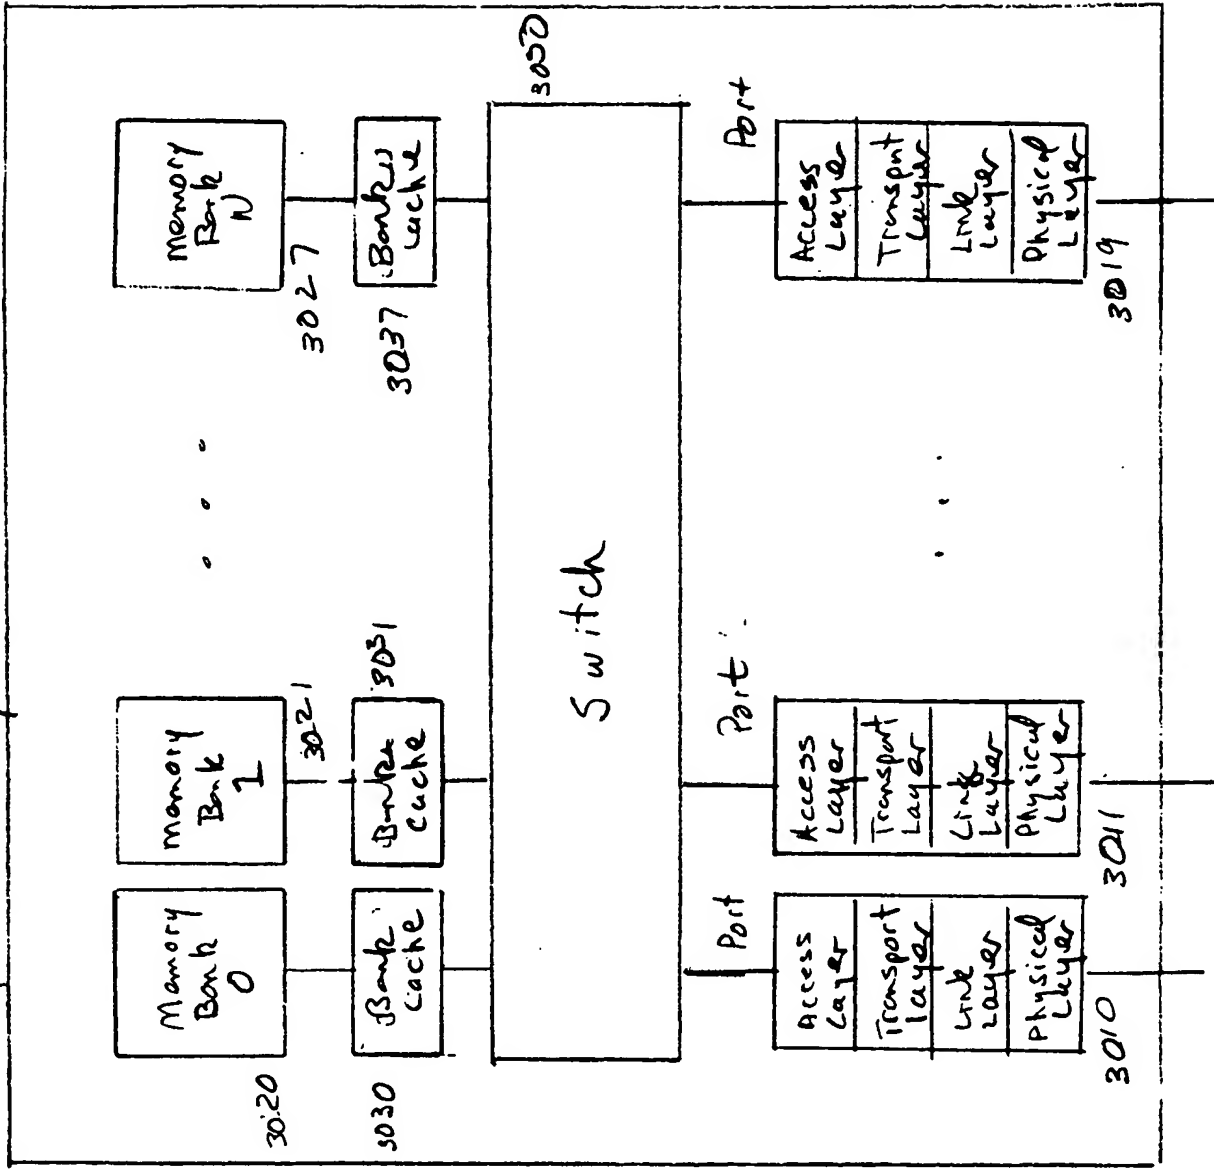 Memory
Bank
0
3020
Memory
Bank
1
3021
Memory
Bank
N
3027
Bank
Cache
3030
Bank
Cache
3031
Bank
Cache
3037
Switch
3050
Port
Access
Layer
Transport
Layer
Link
Layer
Physical
Layer
3010
Port
Access
Layer
Transport
Layer
Link
Layer
Physical
Layer
3011
Port
Access
Layer
Transport
Layer
Link
Layer
Physical
Layer
3019